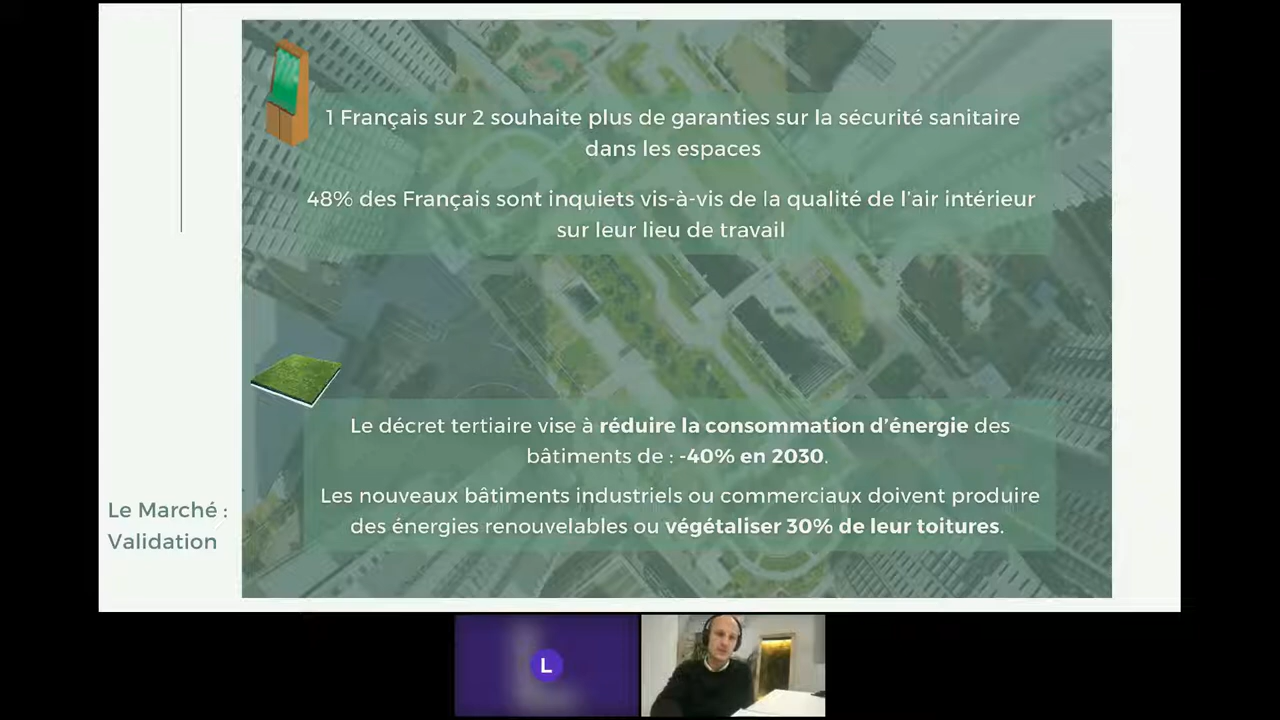 1 Français sur 2 souhaite plus de garanties sur la sécurité sanitaire
dans les espaces
48% des Français sont inquiets vis-à-vis de la qualité de l'air intérieur
sur leur lieu de travail
Le décret tertiaire vise à réduire la consommation d'énergie des
bâtiments de : -40% en 2030.
Les nouveaux bâtiments industriels ou commerciaux doivent produire
des énergies renouvelables ou végétaliser 30% de leur toitures.
Le Marché :
Validation
L